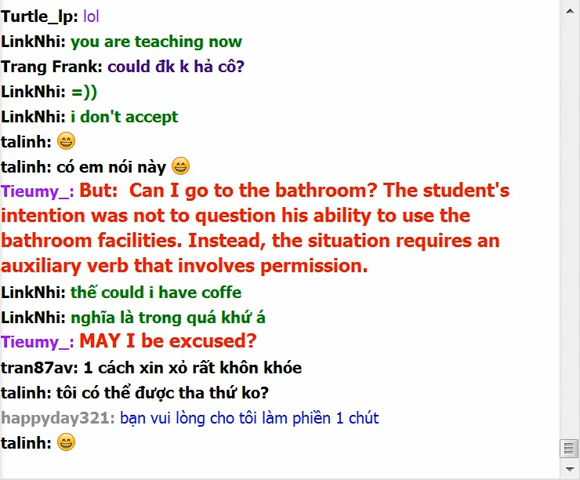 Turtle_lp: lol
LinkNhi: you are teaching now
Trang Frank: could đk k hả cô?
LinkNhi: =))
LinkNhi: i don't accept
talinh: 😄
talinh: có em nói này 😄
Tieumy_: But:  Can I go to the bathroom? The student's
intention was not to question his ability to use the
bathroom facilities. Instead, the situation requires an
auxiliary verb that involves permission.
LinkNhi: thế could i have coffe
LinkNhi: nghĩa là trong quá khứ á
Tieumy_: MAY I be excused?
tran87av: 1 cách xin xỏ rất khôn khóe
talinh: tôi có thể được tha thứ ko?
happyday321: bạn vui lòng cho tôi làm phiền 1 chút
talinh: 😄